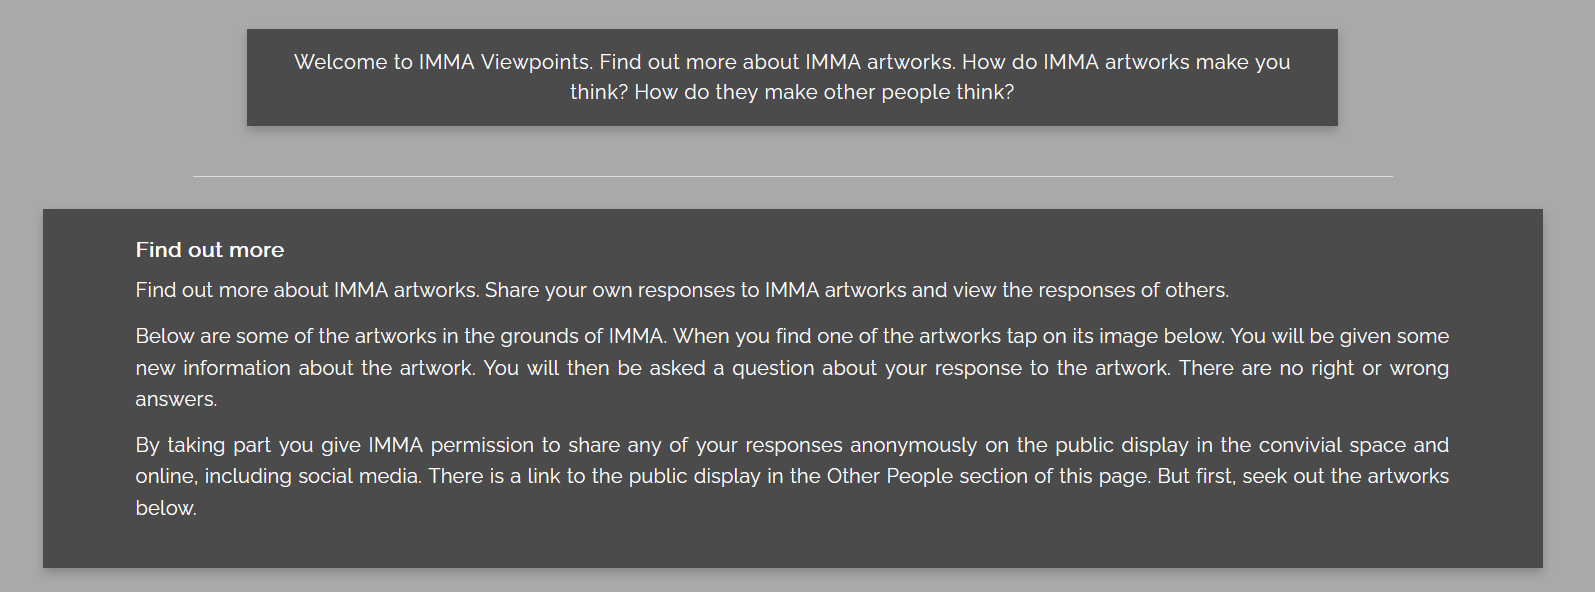 Welcome to IMMA Viewpoints. Find out more about IMMA artworks. How do IMMA artworks make you
think? How do they make other people think?
Find out more
Find out more about IMMA artworks. Share your own responses to IMMA artworks and view the responses of others.
Below are some of the artworks in the grounds of IMMA. When you find one of the artworks tap on its image below. You will be given some
new information about the artwork. You will then be asked a question about your response to the artwork. There are no right or wrong
answers.
By taking part you give IMMA permission to share any of your responses anonymously on the public display in the convivial space and
online, including social media. There is a link to the public display in the Other People section of this page. But first, seek out the artworks
below.